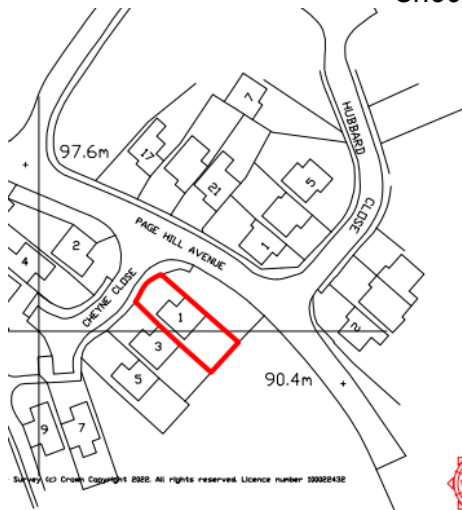 7
HUBBARD
CLOSE
97.6m
17
21
5
PAGE HILL AVENUE
1
2
4
CHEYNE CLOSE
1
3
2
5
90.4m
9
7
Survey (c) Crown Copyright 2022. All rights reserved. Licence number 100022432